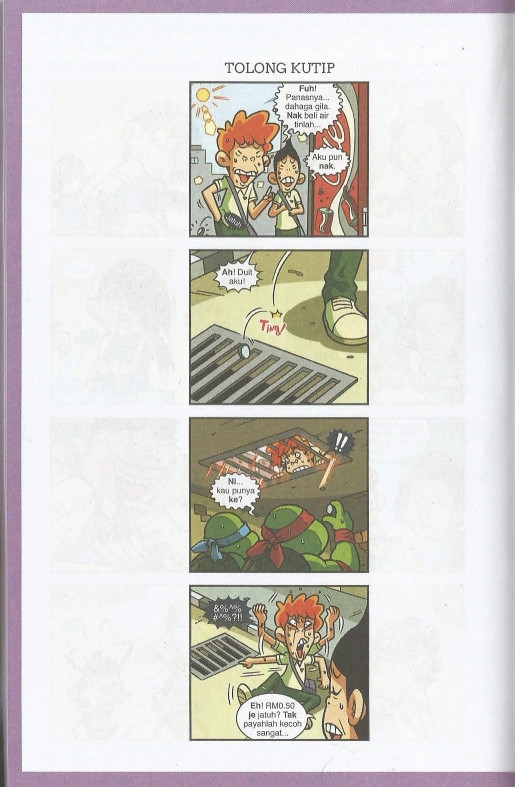 TOLONG KUTIP
Fuh!
Panasnya...
dahaga gila.
Nak beli air
tinlah...
Aku pun
nak.
Jatuh
Ah! Duit
aku!
Ting!
!!
Ni...
kau punya
ke?
&%^%
#^%?!!
Eh! RM0.50
je jatuh? Tak
payahlah kecoh
sangat...